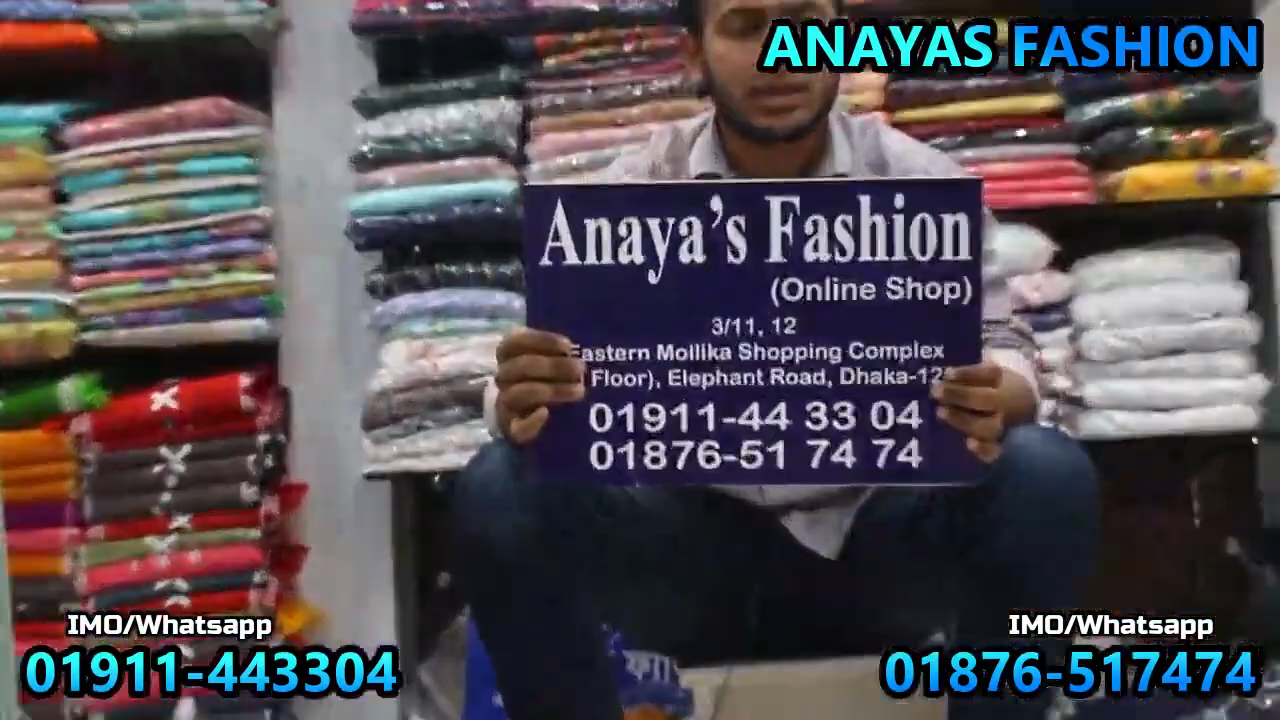 ANAYAS FASHION
Anaya's Fashion
(Online Shop)
3/11, 12
Eastern Mollika Shopping Complex
Floor), Elephant Road, Dhaka-12
01911-44 33 04
01876-51 74 74
IMO/Whatsapp
01911-443304
IMO/Whatsapp
01876-517474